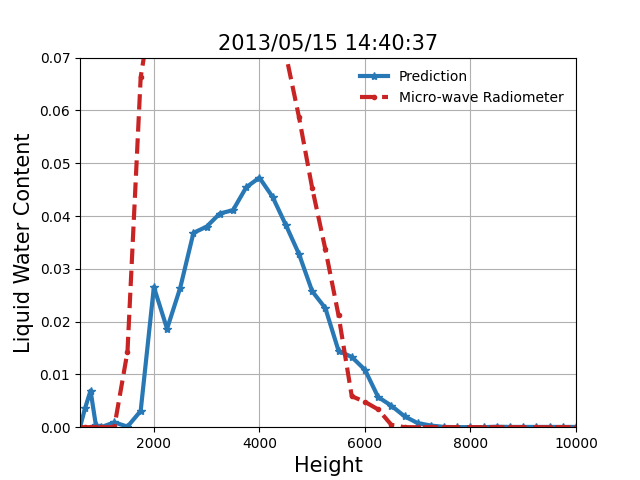 2013/05/15 14:40:37
Prediction
Micro-wave Radiometer
Liquid Water Content
0.07
0.06
0.05
0.04
0.03
0.02
0.01
0.00
2000 4000 6000 8000 10000
Height